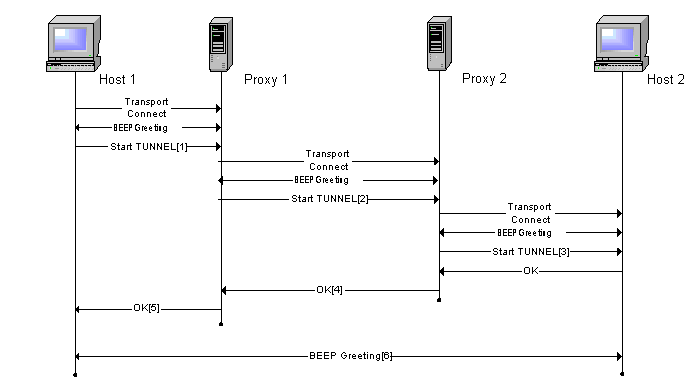 Host 1
Proxy 1
Proxy 2
Host 2
Transport
Connect
BEEP Greeting
Start TUNNEL[1]
Transport
Connect
BEEP Greeting
Start TUNNEL[2]
Transport
Connect
BEEP Greeting
Start TUNNEL[3]
OK
OK[4]
OK[5]
BEEP Greeting[6]